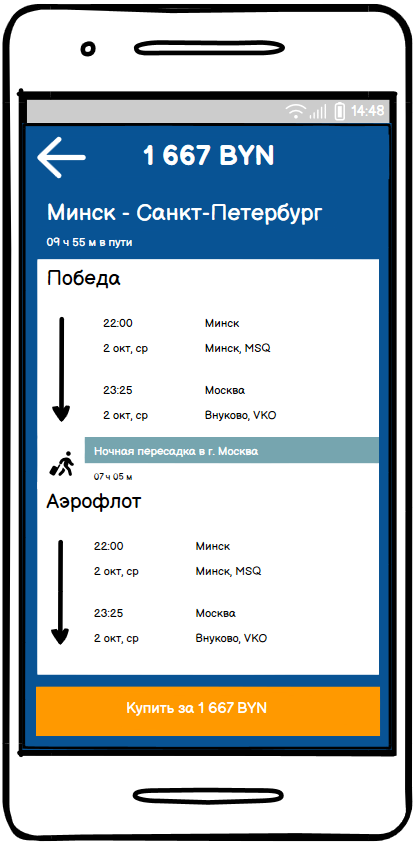 14:48
1 667 BYN
Минск - Санкт-Петербург
09 ч 55 м в пути
Победа
22:00 Минск
2 окт, ср Минск, MSQ
23:25 Москва
2 окт, ср Внуково, VKO
Ночная пересадка в г. Москва
07 ч 05 м
Аэрофлот
22:00 Минск
2 окт, ср Минск, MSQ
23:25 Москва
2 окт, ср Внуково, VKO
Купить за 1 667 BYN